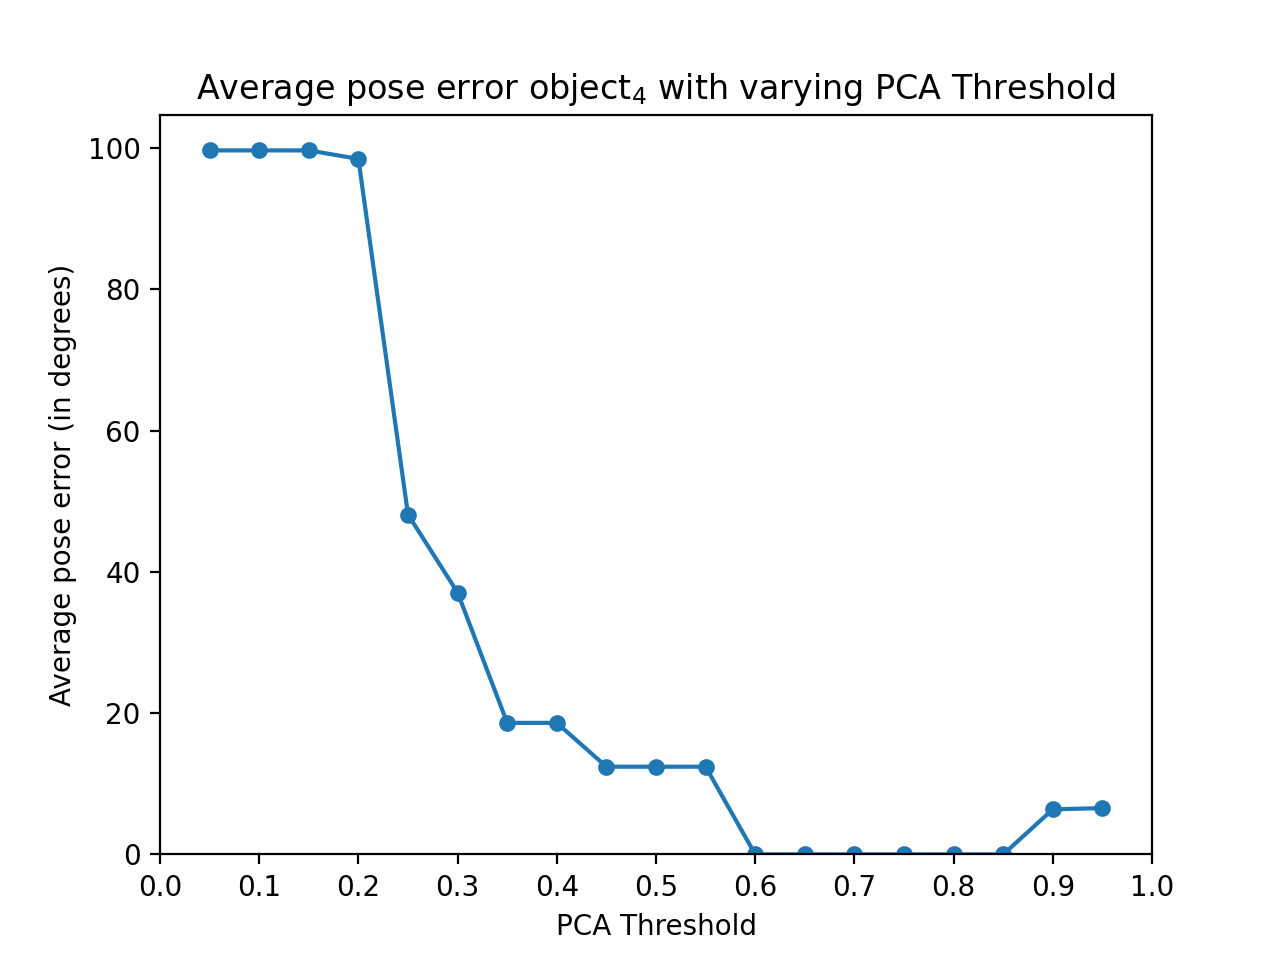 Average pose error object₄ with varying PCA Threshold
100
80
60
40
20
0
Average pose error (in degrees)
0.0 0.1 0.2 0.3 0.4 0.5 0.6 0.7 0.8 0.9 1.0
PCA Threshold